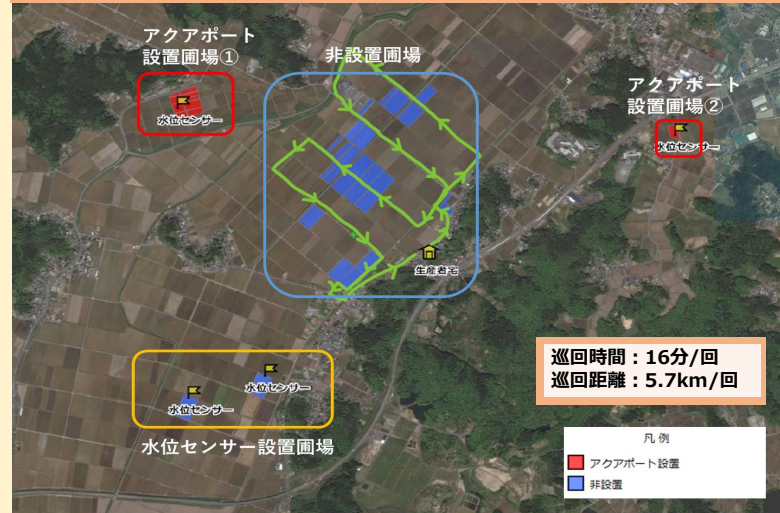 アクアポート
設置圃場①
非設置圃場
アクアポート
設置圃場②
水位センサー
水位センサー
生産者宅
巡回時間：16分/回
巡回距離：5.7km/回
水位センサー
水位センサー
水位センサー設置圃場
凡例
アクアポート設置
非設置